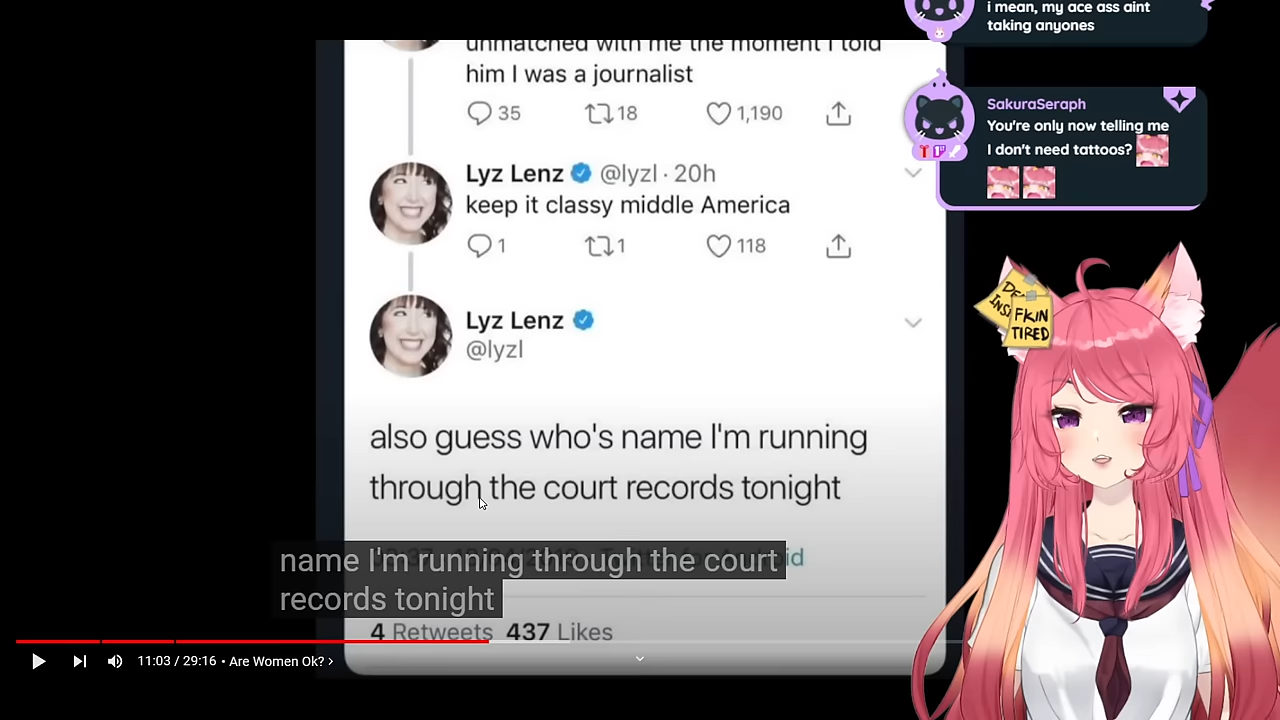 i mean, my ace ass aint
taking anyones
SakuraSeraph
You're only now telling me
I don't need tattoos?
unmatched with me the moment I told
him I was a journalist
35 18 1,190
Lyz Lenz @lyzl · 20h
keep it classy middle America
1 1 118
Lyz Lenz
@lyzl
also guess who's name I'm running
through the court records tonight
name I'm running through the court
records tonight
4 Retweets 437 Likes
11:03 / 29:16 • Are Women Ok? ›
FKIN
TIRED